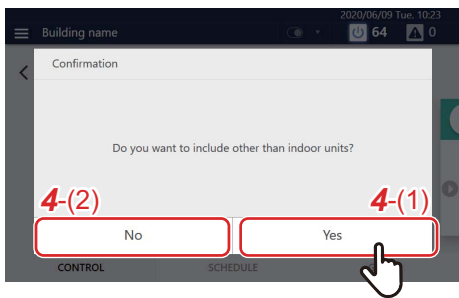 2020/06/09 Tue. 10:23
Building name
64
0
Confirmation
Do you want to include other than indoor units?
4-(2)
4-(1)
No
Yes
CONTROL
SCHEDULE